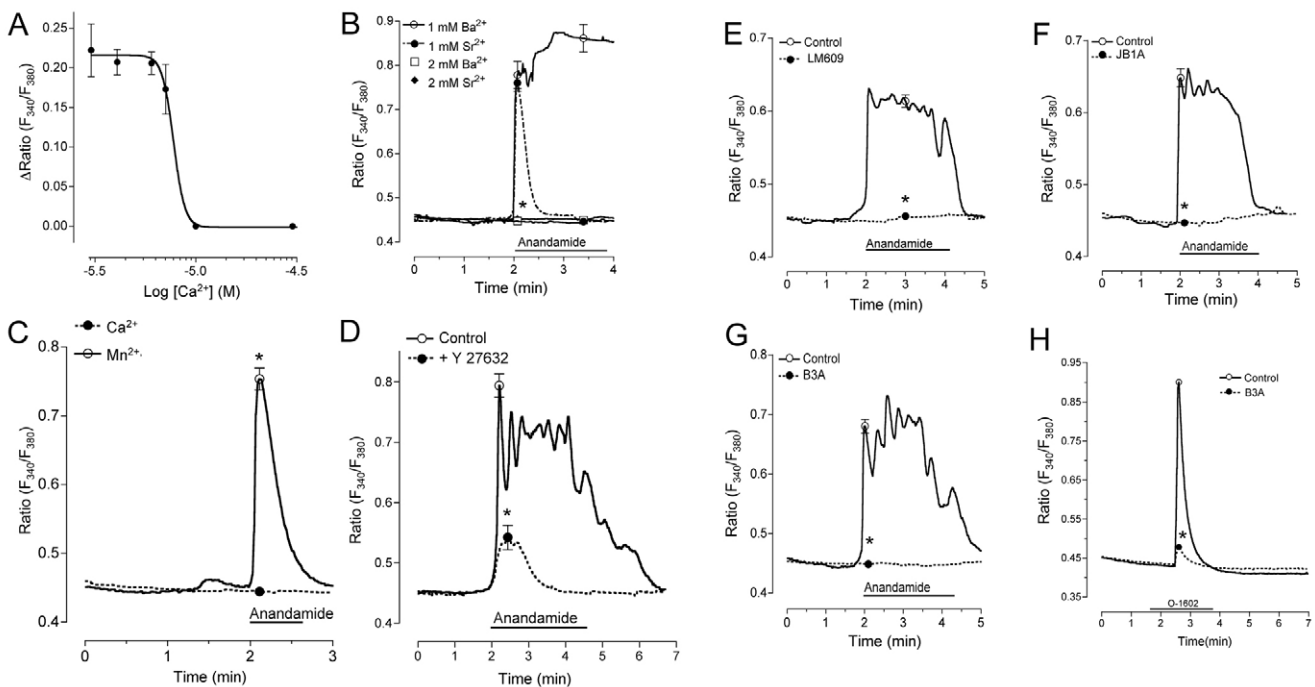 A
0.25
0.20
0.15
0.10
0.05
0.00
ΔRatio (F340/F380)
-5.5
-5.0
-4.5
Log [Ca2+] (M)
B
1 mM Ba2+
1 mM Sr2+
2 mM Ba2+
2 mM Sr2+
0.9
0.8
0.7
0.6
0.5
0.4
Ratio (F340/F380)
*
Anandamide
0
1
2
3
4
Time (min)
C
Ca2+
Mn2+.
0.8
0.7
0.6
0.5
0.4
Ratio (F340/F380)
*
Anandamide
0
1
2
3
Time (min)
D
Control
+ Y 27632
0.8
0.7
0.6
0.5
0.4
Ratio (F340/F380)
*
Anandamide
0
1
2
3
4
5
6
7
Time (min)
E
Control
LM609
0.7
0.6
0.5
0.4
Ratio (F340/F380)
*
Anandamide
0
1
2
3
4
5
Time (min)
F
Control
JB1A
0.7
0.6
0.5
0.4
Ratio (F340/F380)
*
Anandamide
0
1
2
3
4
5
Time (min)
G
Control
B3A
0.8
0.7
0.6
0.5
0.4
Ratio (F340/F380)
*
Anandamide
0
1
2
3
4
5
Time (min)
H
Control
B3A
0.95
0.85
0.75
0.65
0.55
0.45
0.35
Ratio (F340/F380)
*
O-1602
0
1
2
3
4
5
6
7
Time(min)